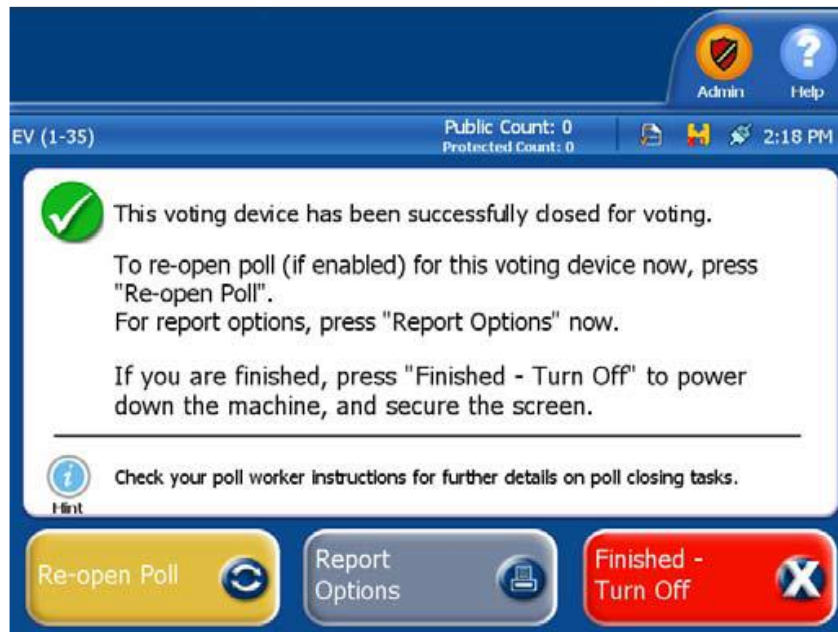 Admin
Help
EV (1-35)
Public Count: 0
Protected Count: 0
2:18 PM
This voting device has been successfully closed for voting.
To re-open poll (if enabled) for this voting device now, press
"Re-open Poll".
For report options, press "Report Options" now.
If you are finished, press "Finished - Turn Off" to power
down the machine, and secure the screen.
Hint
Check your poll worker instructions for further details on poll closing tasks.
Re-open Poll
Report
Options
Finished -
Turn Off